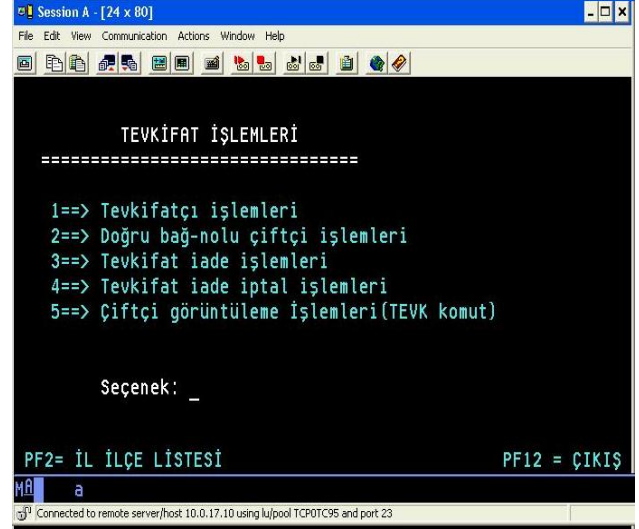 Session A - [24 x 80]
File Edit View Communication Actions Window Help
TEVKİFAT İŞLEMLERİ
================================
1==> Tevkifatçı işlemleri
2==> Doğru bağ-nolu çiftçi işlemleri
3==> Tevkifat iade işlemleri
4==> Tevkifat iade iptal işlemleri
5==> Çiftçi görüntüleme İşlemleri(TEVK komut)
Seçenek: _
PF2= İL İLÇE LİSTESİ PF12 = ÇIKIŞ
MA a
Connected to remote server/host 10.0.17.10 using lu/pool TCP0TC95 and port 23